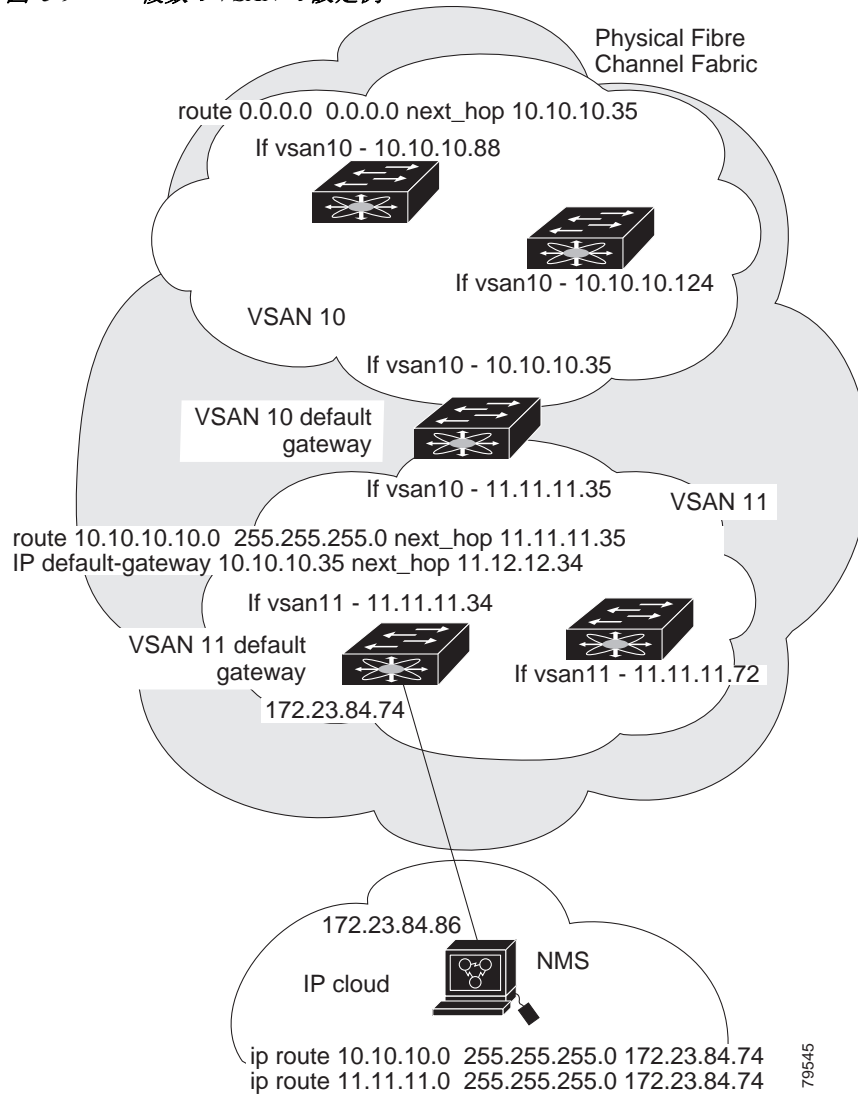 Physical Fibre
Channel Fabric
route 0.0.0.0 0.0.0.0 next_hop 10.10.10.35
If vsan10 - 10.10.10.88
If vsan10 - 10.10.10.124
VSAN 10
If vsan10 - 10.10.10.35
VSAN 10 default
gateway
If vsan10 - 11.11.11.35
VSAN 11
route 10.10.10.10.0 255.255.255.0 next_hop 11.11.11.35
IP default-gateway 10.10.10.35 next_hop 11.12.12.34
If vsan11 - 11.11.11.34
VSAN 11 default
gateway
If vsan11 - 11.11.11.72
172.23.84.74
172.23.84.86
NMS
IP cloud
ip route 10.10.10.0 255.255.255.0 172.23.84.74
ip route 11.11.11.0 255.255.255.0 172.23.84.74
79545